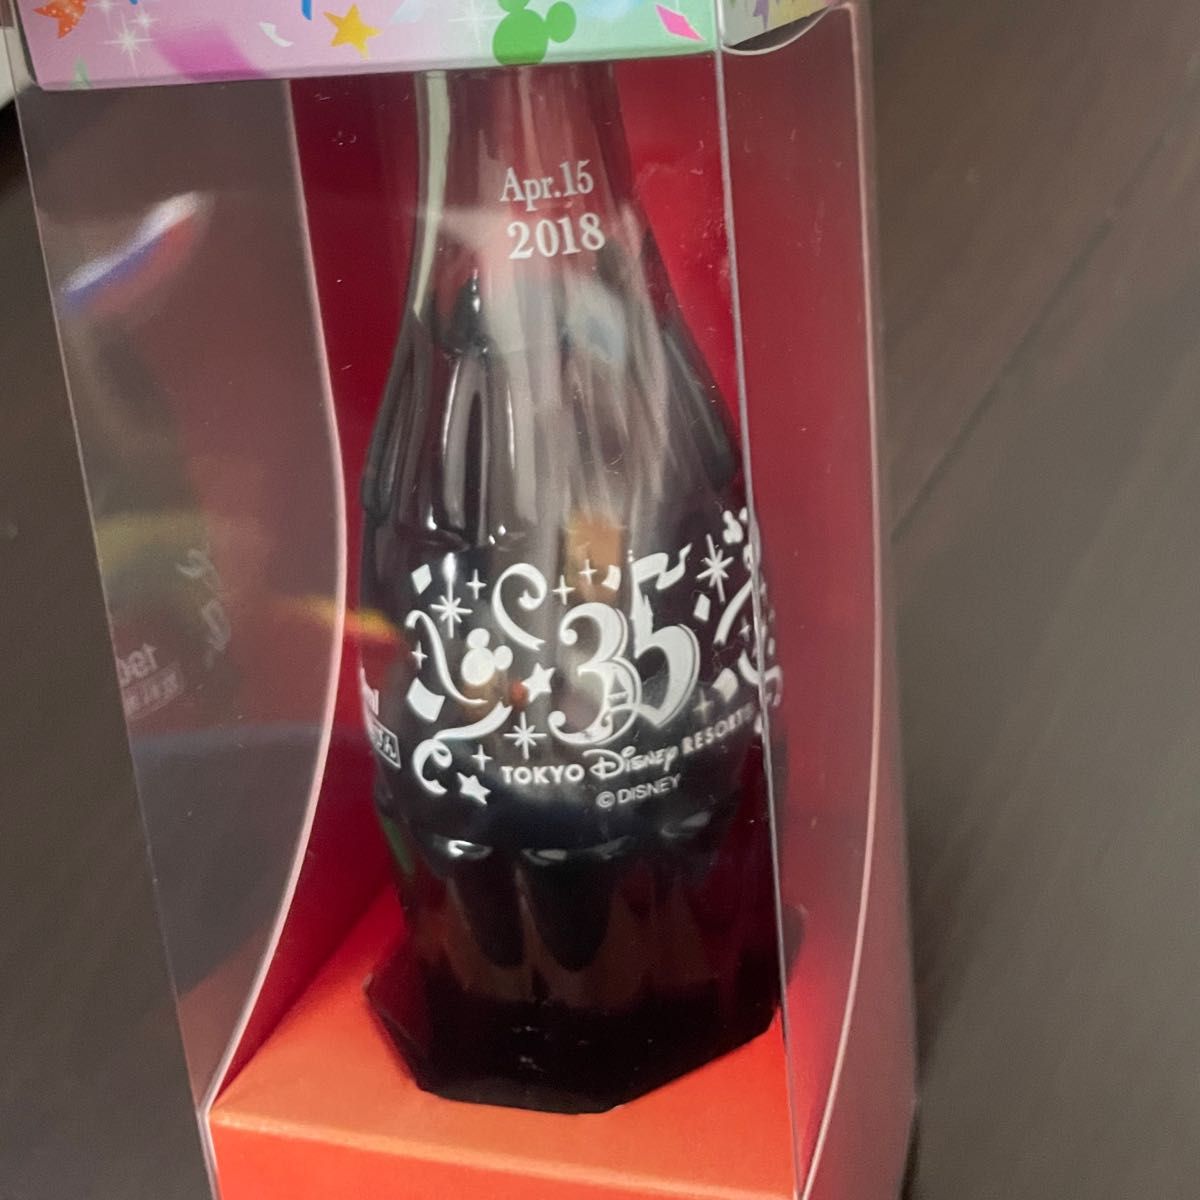 Apr.15
2018
35
TOKYO Disney RESORT
© DISNEY